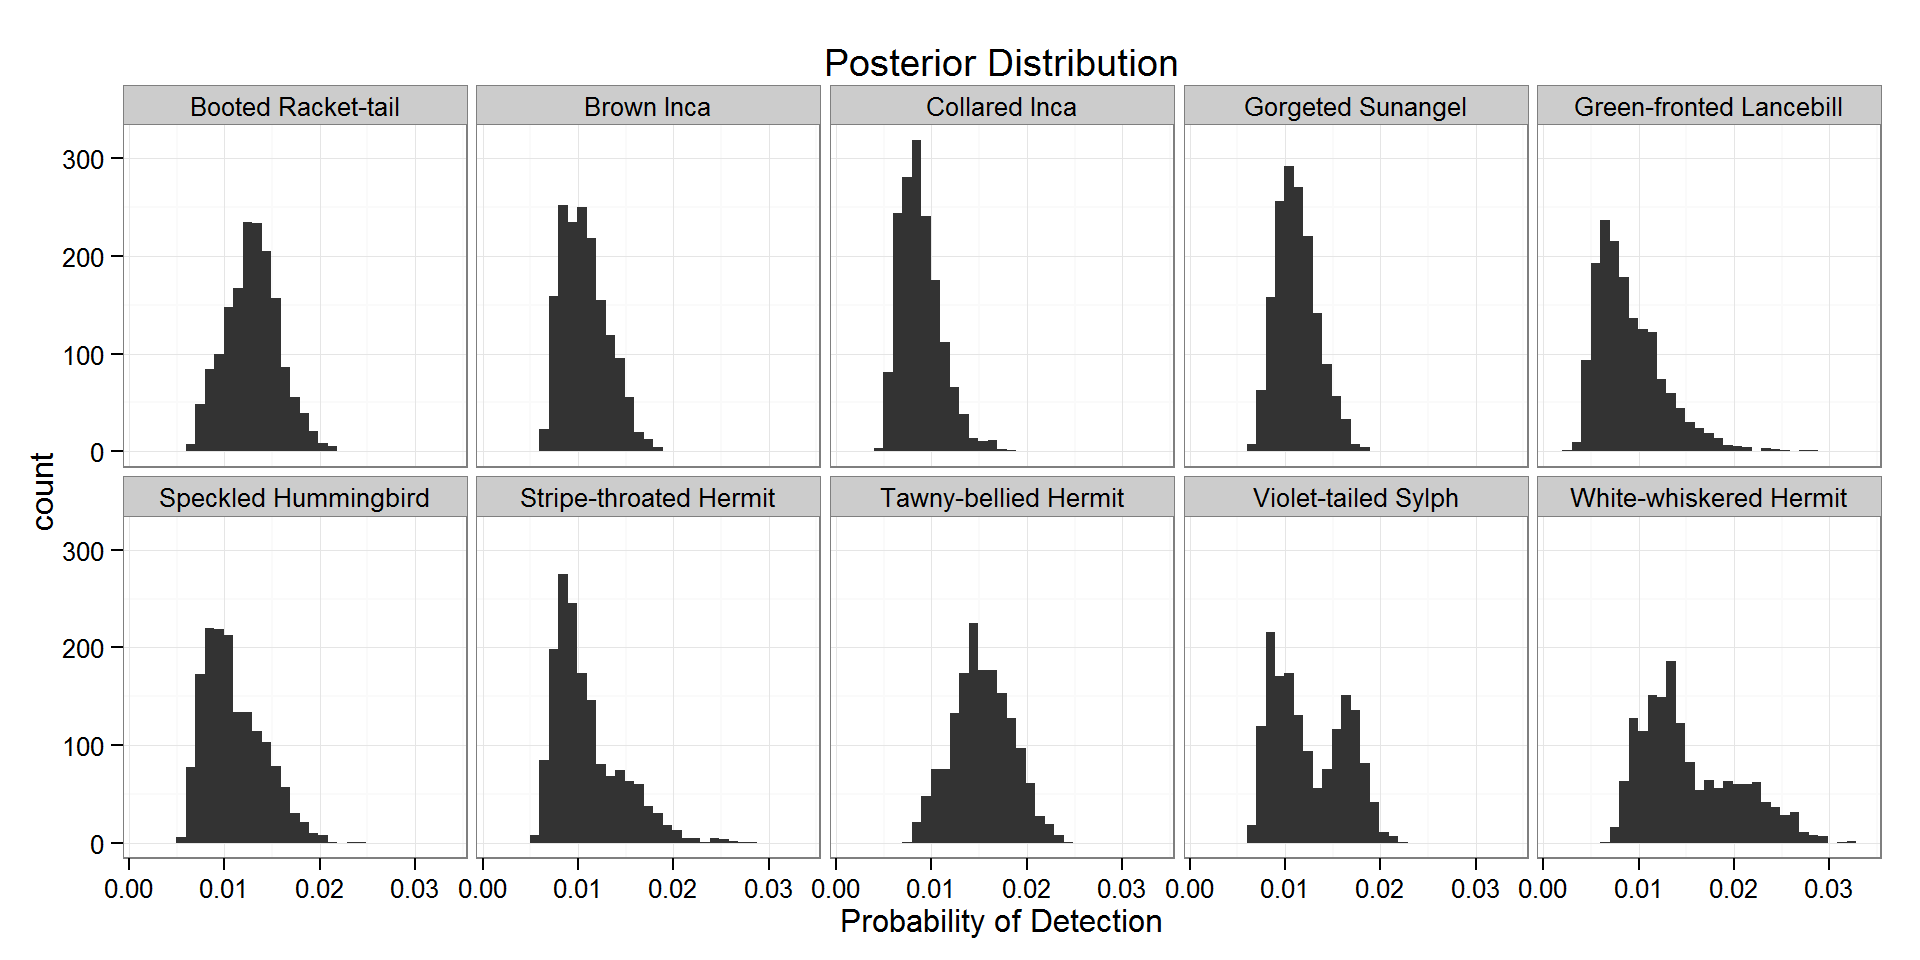 Posterior Distribution
Booted Racket-tail Brown Inca Collared Inca Gorgeted Sunangel Green-fronted Lancebill
300
200
100
0
count
Speckled Hummingbird Stripe-throated Hermit Tawny-bellied Hermit Violet-tailed Sylph White-whiskered Hermit
300
200
100
0
0.00 0.01 0.02 0.03 0.00 0.01 0.02 0.03 0.00 0.01 0.02 0.03 0.00 0.01 0.02 0.03 0.00 0.01 0.02 0.03
Probability of Detection